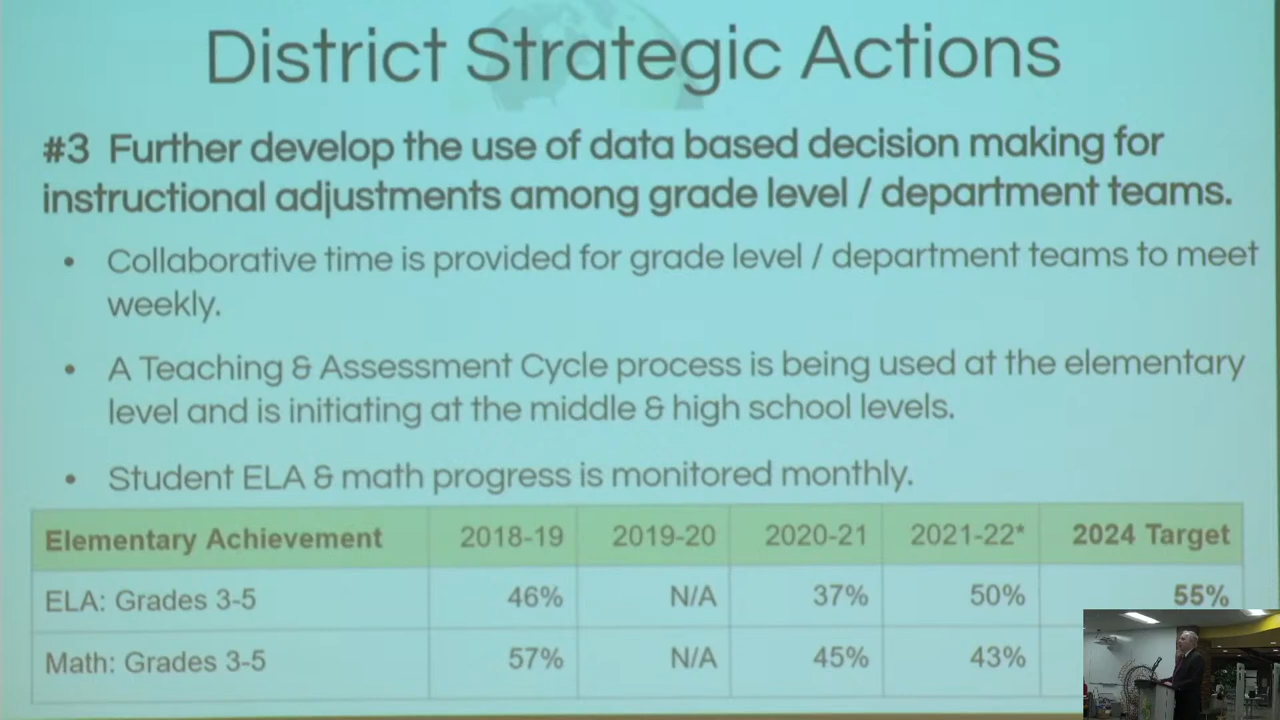 District Strategic Actions
#3 Further develop the use of data based decision making for
instructional adjustments among grade level / department teams.
• Collaborative time is provided for grade level / department teams to meet
weekly.
• A Teaching & Assessment Cycle process is being used at the elementary
level and is initiating at the middle & high school levels.
• Student ELA & math progress is monitored monthly.
Elementary Achievement 2018-19 2019-20 2020-21 2021-22* 2024 Target
ELA: Grades 3-5 46% N/A 37% 50% 55%
Math: Grades 3-5 57% N/A 45% 43%